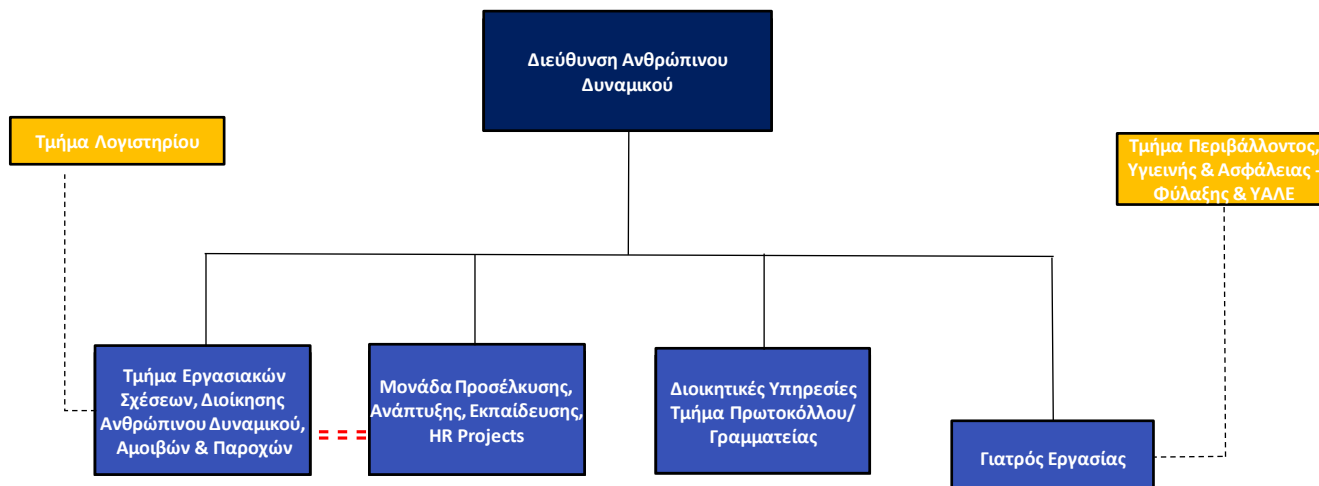 Διεύθυνση Ανθρώπινου
Δυναμικού
Τμήμα Λογιστηρίου
Τμήμα Περιβάλλοντος,
Υγιεινής & Ασφάλειας -
Φύλαξης & ΥΑΛΕ
Τμήμα Εργασιακών
Σχέσεων, Διοίκησης
Ανθρώπινου Δυναμικού,
Αμοιβών & Παροχών
Μονάδα Προσέλκυσης,
Ανάπτυξης, Εκπαίδευσης,
HR Projects
Διοικητικές Υπηρεσίες
Τμήμα Πρωτοκόλλου/
Γραμματείας
Γιατρός Εργασίας